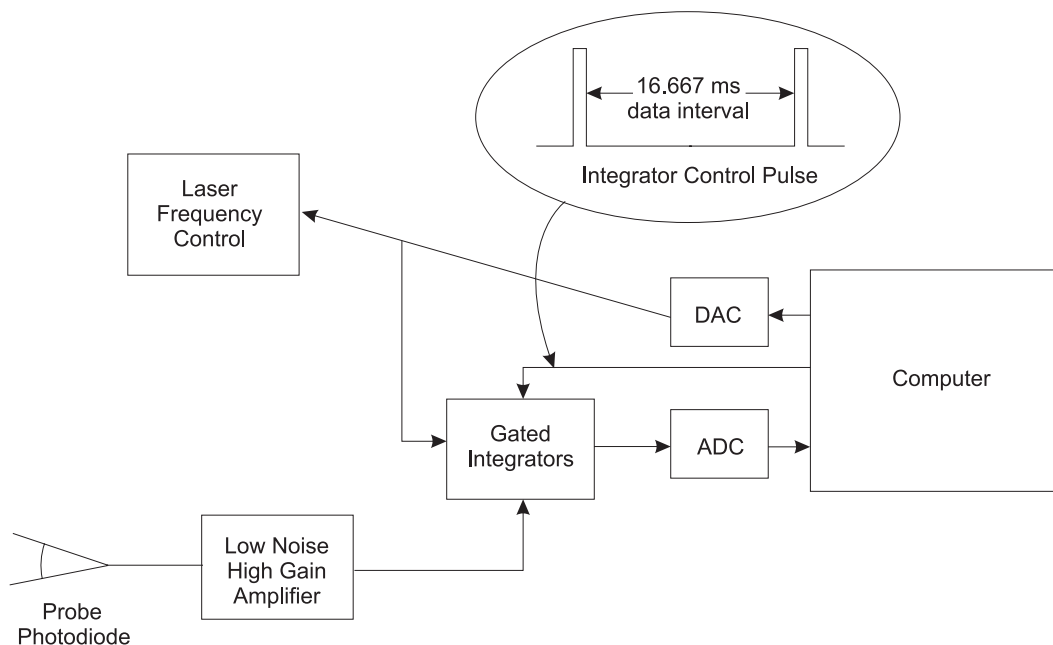 16.667 ms
data interval
Integrator Control Pulse
Laser
Frequency
Control
DAC
Computer
Gated
Integrators
ADC
Low Noise
High Gain
Amplifier
Probe
Photodiode